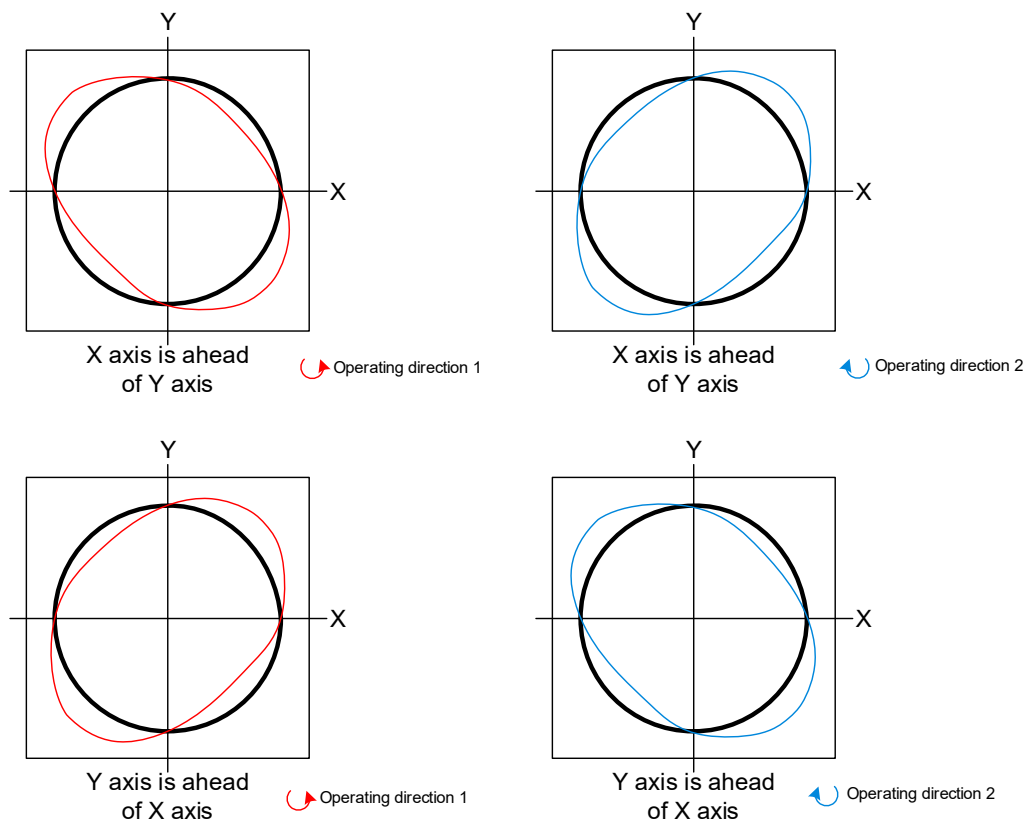 Y
Y
X
X
X axis is ahead
of Y axis
Operating direction 1
X axis is ahead
of Y axis
Operating direction 2
Y
Y
X
X
Y axis is ahead
of X axis
Operating direction 1
Y axis is ahead
of X axis
Operating direction 2